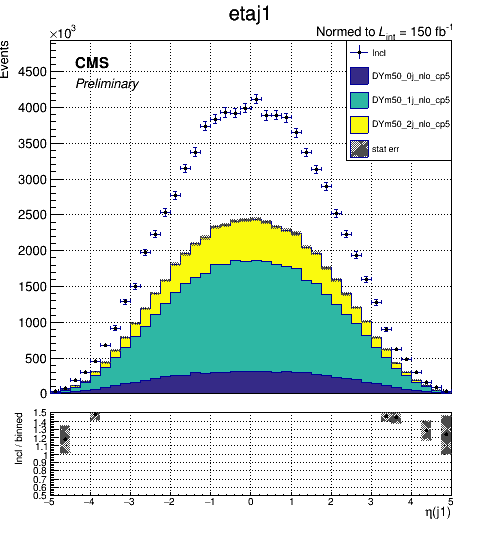 etaj1
×10³
Normed to L_int = 150 fb⁻¹
Events
CMS
Preliminary
Incl
DYm50_0j_nlo_cp5
DYm50_1j_nlo_cp5
DYm50_2j_nlo_cp5
stat err
4500
4000
3500
3000
2500
2000
1500
1000
500
0
Incl / binned
1.5
1.4
1.3
1.2
1.1
1
0.9
0.8
0.7
0.6
0.5
−5 −4 −3 −2 −1 0 1 2 3 4 5
η(j1)